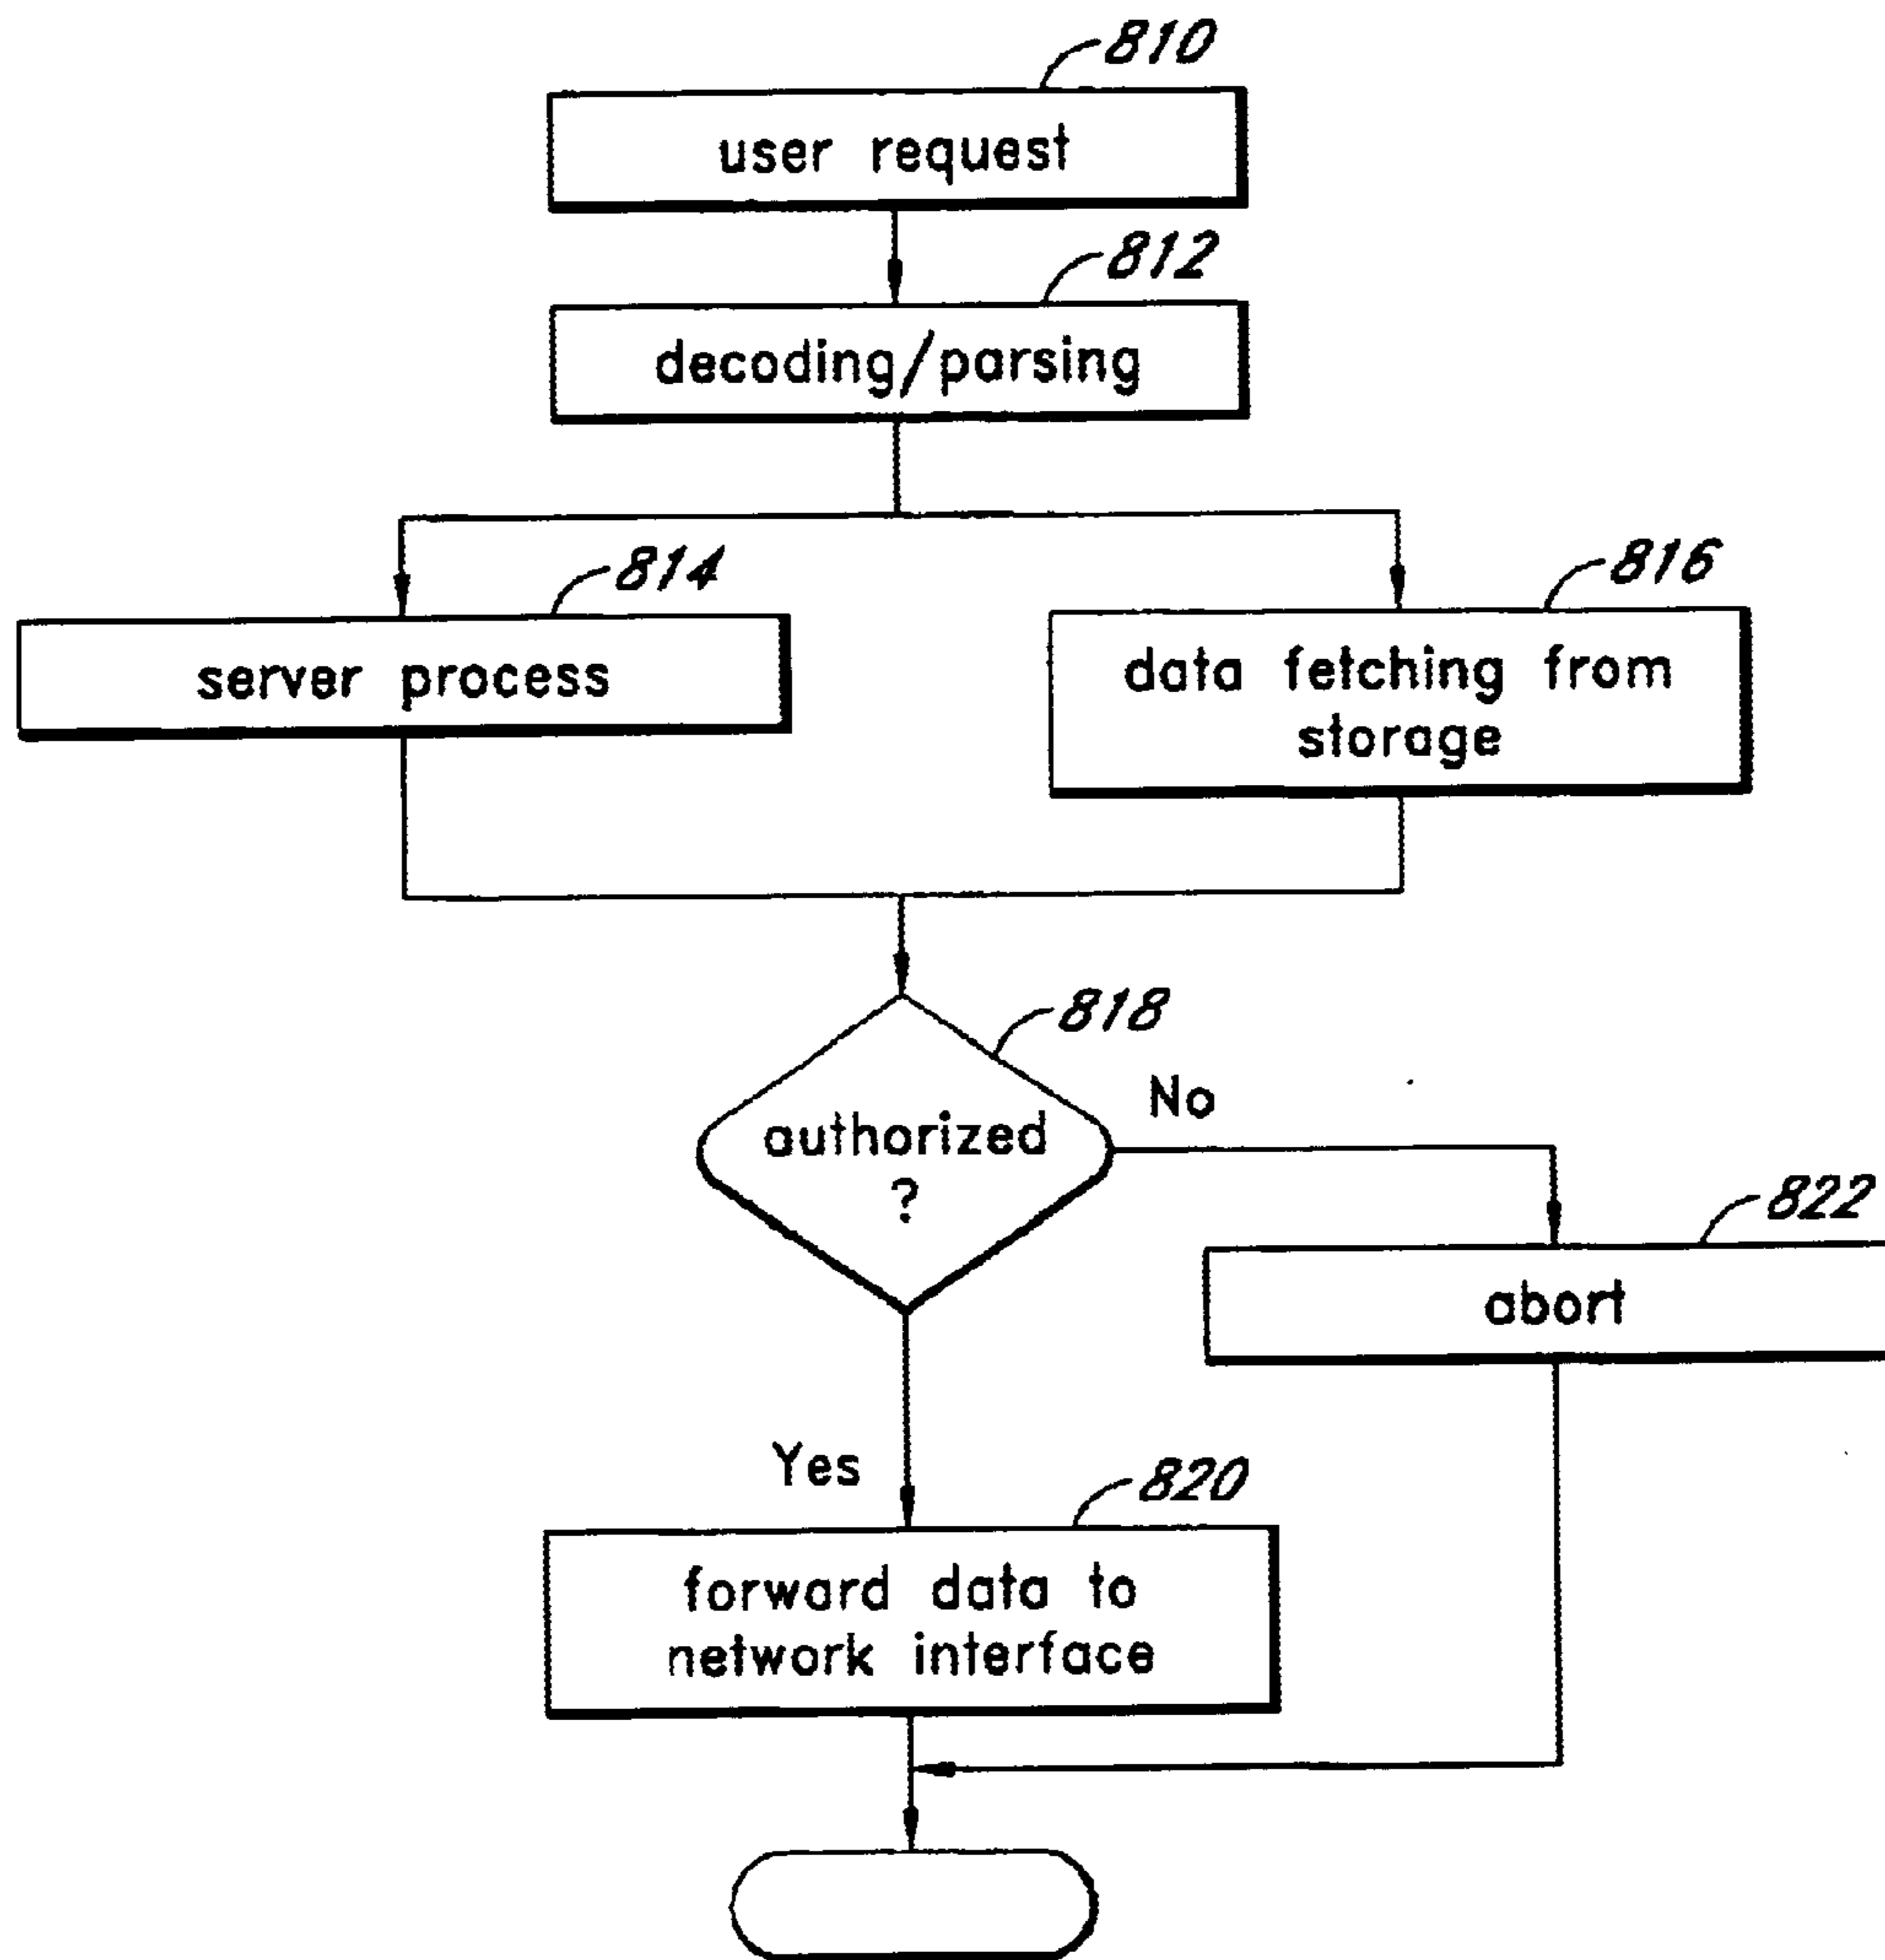 810
user request
812
decoding/parsing
814
server process
816
data fetching from
storage
818
authorized
?
No
822
abort
Yes
820
forward data to
network interface